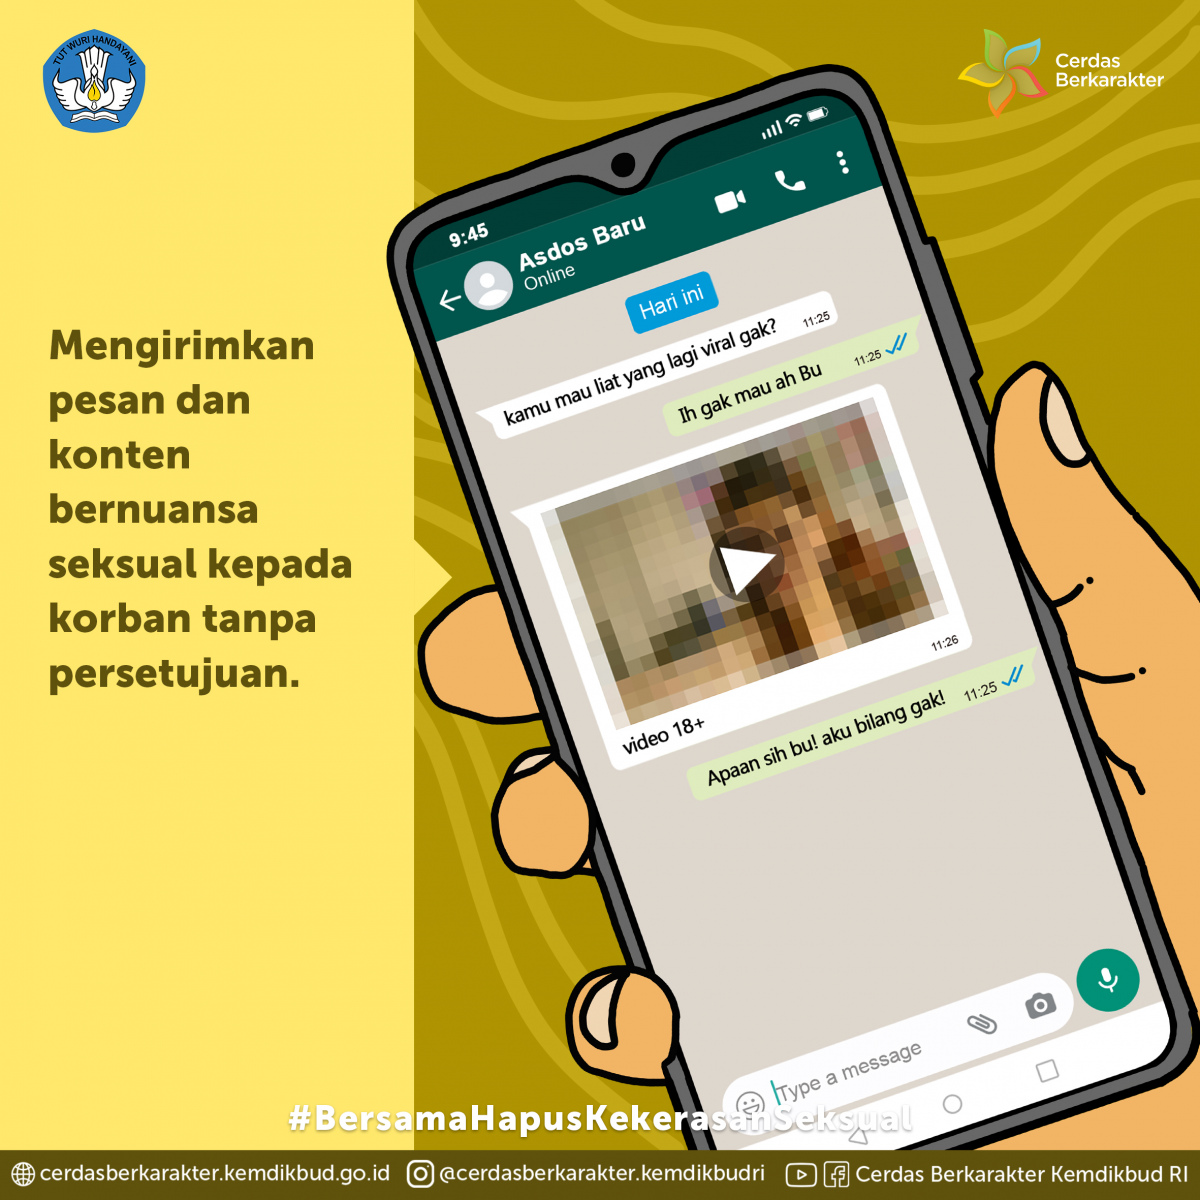 TUT WURI HANDAYANI
Cerdas
Berkarakter
Mengirimkan
pesan dan
konten
bernuansa
seksual kepada
korban tanpa
persetujuan.
9:45
Asdos Baru
Online
Hari ini
kamu mau liat yang lagi viral gak? 11:25
Ih gak mau ah Bu 11:25
11:26
video 18+
Apaan sih bu! aku bilang gak! 11:25
Type a message
#BersamaHapusKekerasanSeksual
cerdasberkarakter.kemdikbud.go.id @cerdasberkarakter.kemdikbudri Cerdas Berkarakter Kemdikbud RI